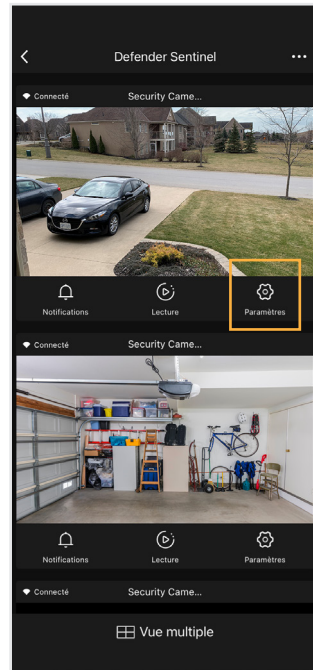 Defender Sentinel
Connecté Security Came...
Notifications Lecture Paramètres
Connecté Security Came...
Notifications Lecture Paramètres
Connecté Security Came...
Vue multiple